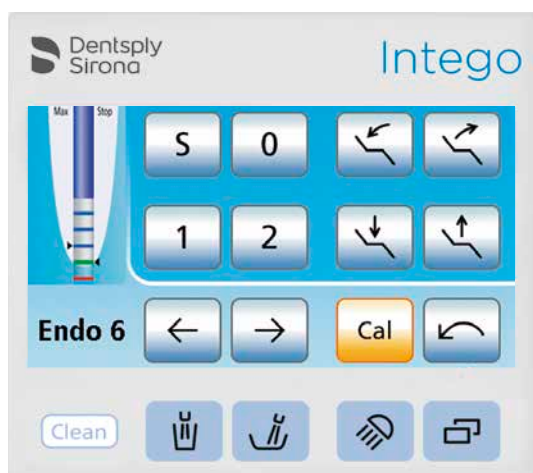 Dentsply
Sirona
Intego
Max Stop
S 0
1 2
Endo 6
Cal
Clean